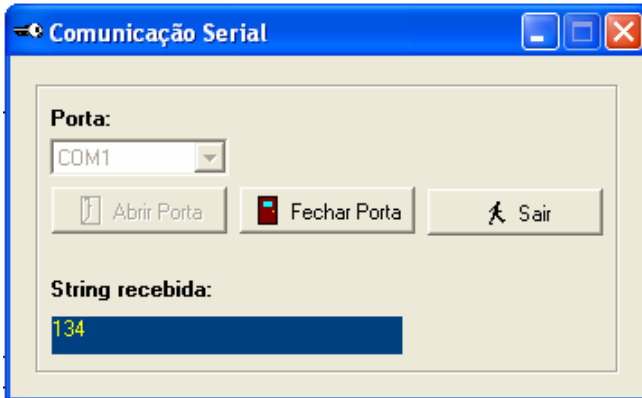 Comunicação Serial
Porta:
COM1
Abrir Porta
Fechar Porta
Sair
String recebida:
134